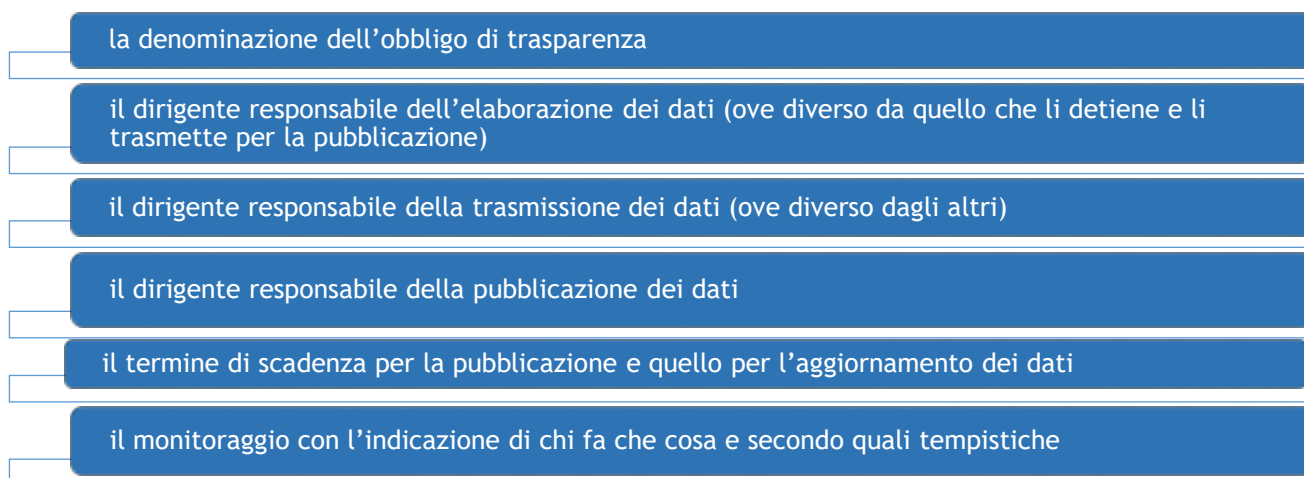 la denominazione dell’obbligo di trasparenza
il dirigente responsabile dell’elaborazione dei dati (ove diverso da quello che li detiene e li
trasmette per la pubblicazione)
il dirigente responsabile della trasmissione dei dati (ove diverso dagli altri)
il dirigente responsabile della pubblicazione dei dati
il termine di scadenza per la pubblicazione e quello per l’aggiornamento dei dati
il monitoraggio con l’indicazione di chi fa che cosa e secondo quali tempistiche